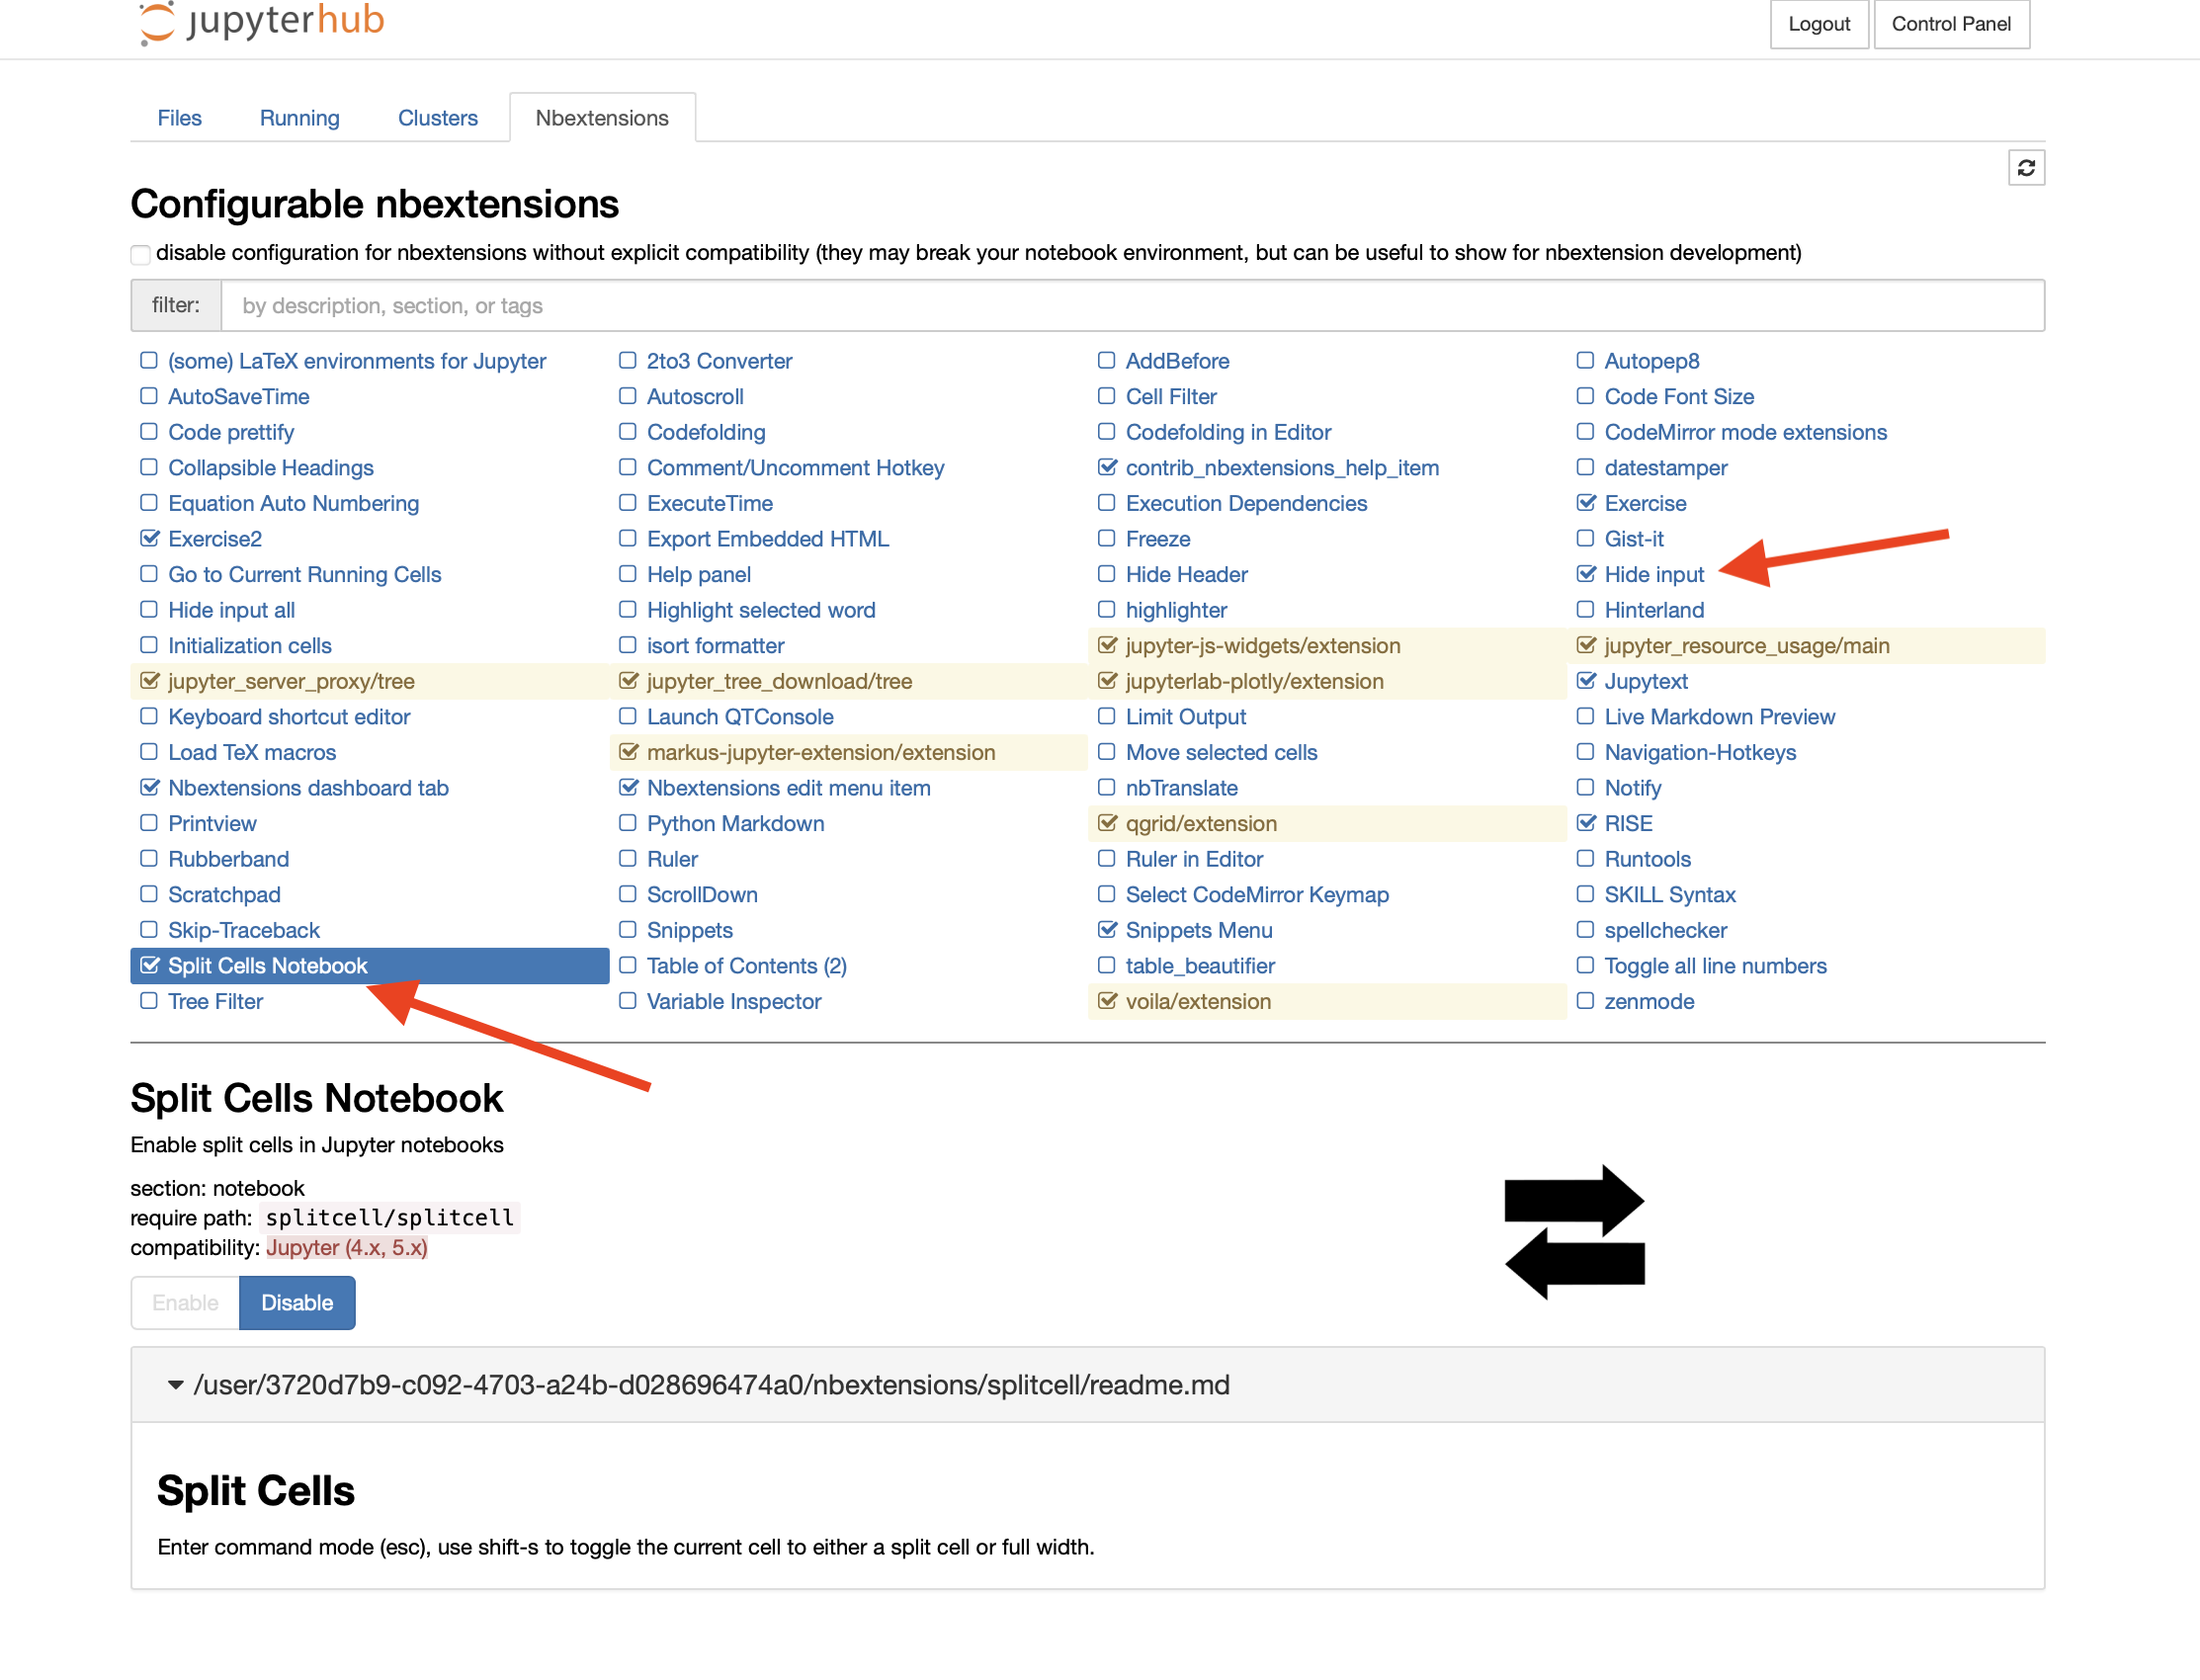 jupyterhub
Logout Control Panel
Files Running Clusters Nbextensions
Configurable nbextensions
disable configuration for nbextensions without explicit compatibility (they may break your notebook environment, but can be useful to show for nbextension development)
filter: by description, section, or tags
(some) LaTeX environments for Jupyter 2to3 Converter AddBefore Autopep8
AutoSaveTime Autoscroll Cell Filter Code Font Size
Code prettify Codefolding Codefolding in Editor CodeMirror mode extensions
Collapsible Headings Comment/Uncomment Hotkey contrib_nbextensions_help_item datestamper
Equation Auto Numbering ExecuteTime Execution Dependencies Exercise
Exercise2 Export Embedded HTML Freeze Gist-it
Go to Current Running Cells Help panel Hide Header Hide input
Hide input all Highlight selected word highlighter Hinterland
Initialization cells isort formatter jupyter-js-widgets/extension jupyter_resource_usage/main
jupyter_server_proxy/tree jupyter_tree_download/tree jupyterlab-plotly/extension Jupytext
Keyboard shortcut editor Launch QTConsole Limit Output Live Markdown Preview
Load TeX macros markus-jupyter-extension/extension Move selected cells Navigation-Hotkeys
Nbextensions dashboard tab Nbextensions edit menu item nbTranslate Notify
Printview Python Markdown qgrid/extension RISE
Rubberband Ruler Ruler in Editor Runtools
Scratchpad ScrollDown Select CodeMirror Keymap SKILL Syntax
Skip-Traceback Snippets Snippets Menu spellchecker
Split Cells Notebook Table of Contents (2) table_beautifier Toggle all line numbers
Tree Filter Variable Inspector voila/extension zenmode
Split Cells Notebook
Enable split cells in Jupyter notebooks
section: notebook
require path: splitcell/splitcell
compatibility: Jupyter (4.x, 5.x)
Enable Disable
/user/3720d7b9-c092-4703-a24b-d028696474a0/nbextensions/splitcell/readme.md
Split Cells
Enter command mode (esc), use shift-s to toggle the current cell to either a split cell or full width.